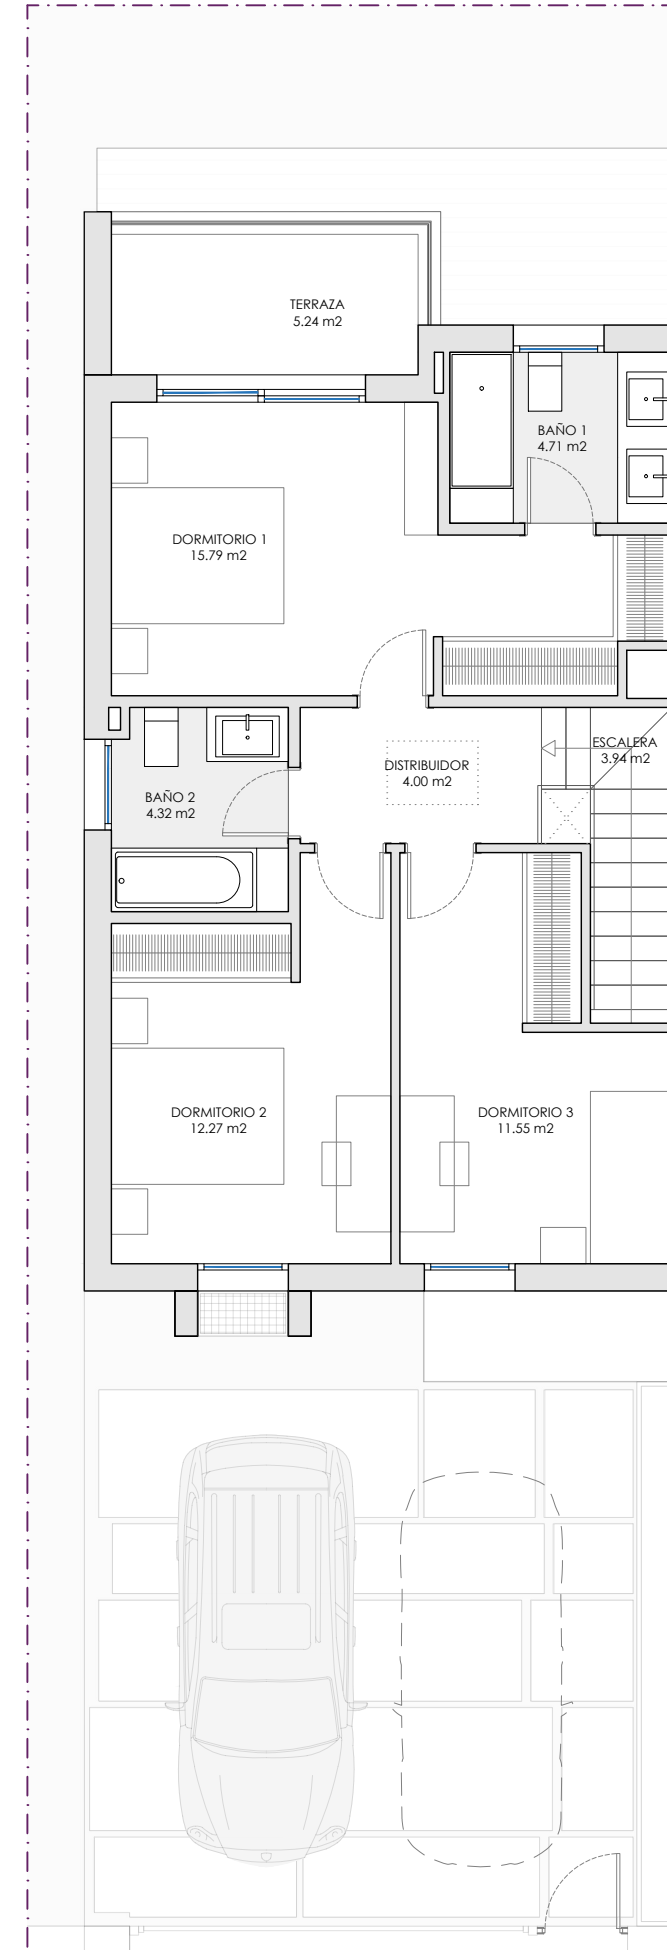 TERRAZA
5.24 m2
BAÑO 1
4.71 m2
DORMITORIO 1
15.79 m2
ESCALERA
3.94 m2
DISTRIBUIDOR
4.00 m2
BAÑO 2
4.32 m2
DORMITORIO 2
12.27 m2
DORMITORIO 3
11.55 m2